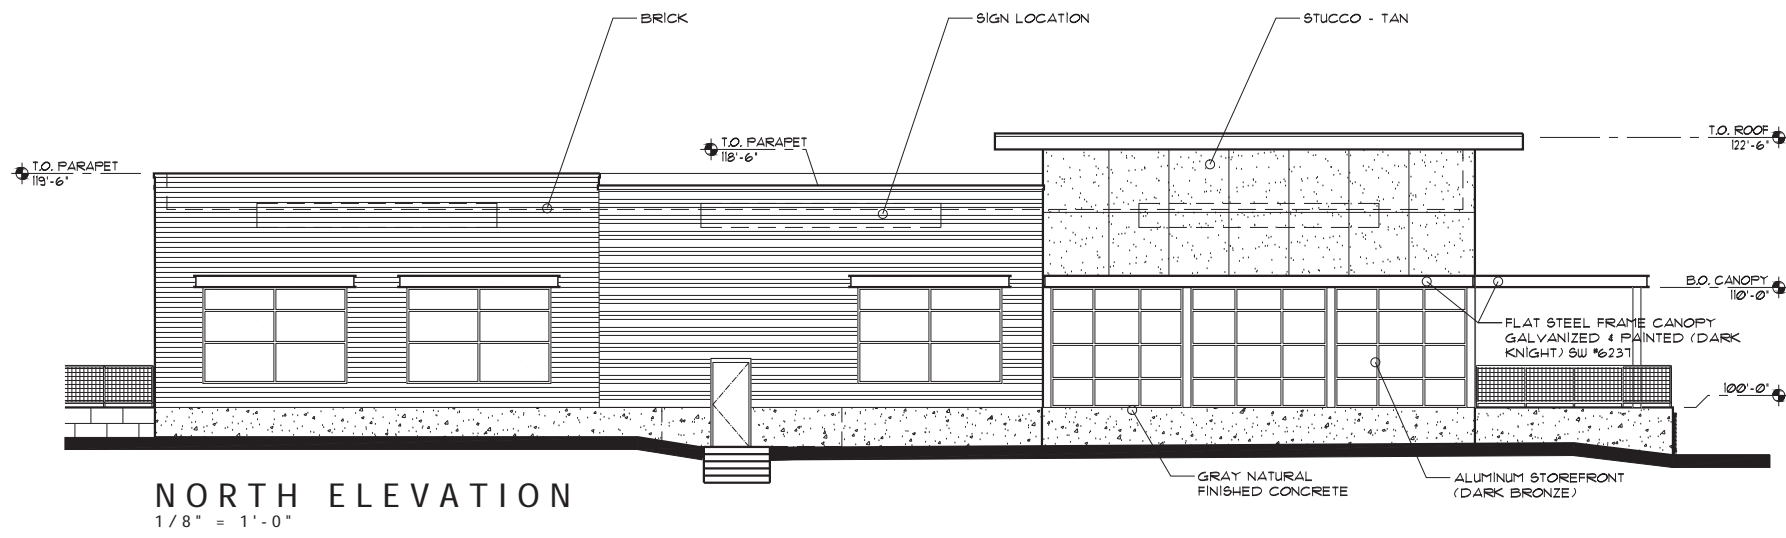 BRICK
SIGN LOCATION
STUCCO - TAN
T.O. PARAPET
119'-6"
T.O. PARAPET
118'-6"
T.O. ROOF
122'-6"
B.O. CANOPY
110'-0"
FLAT STEEL FRAME CANOPY
GALVANIZED & PAINTED (DARK
KNIGHT) SW #6237
100'-0"
GRAY NATURAL
FINISHED CONCRETE
ALUMINUM STOREFRONT
(DARK BRONZE)
NORTH ELEVATION
1/8" = 1'-0"